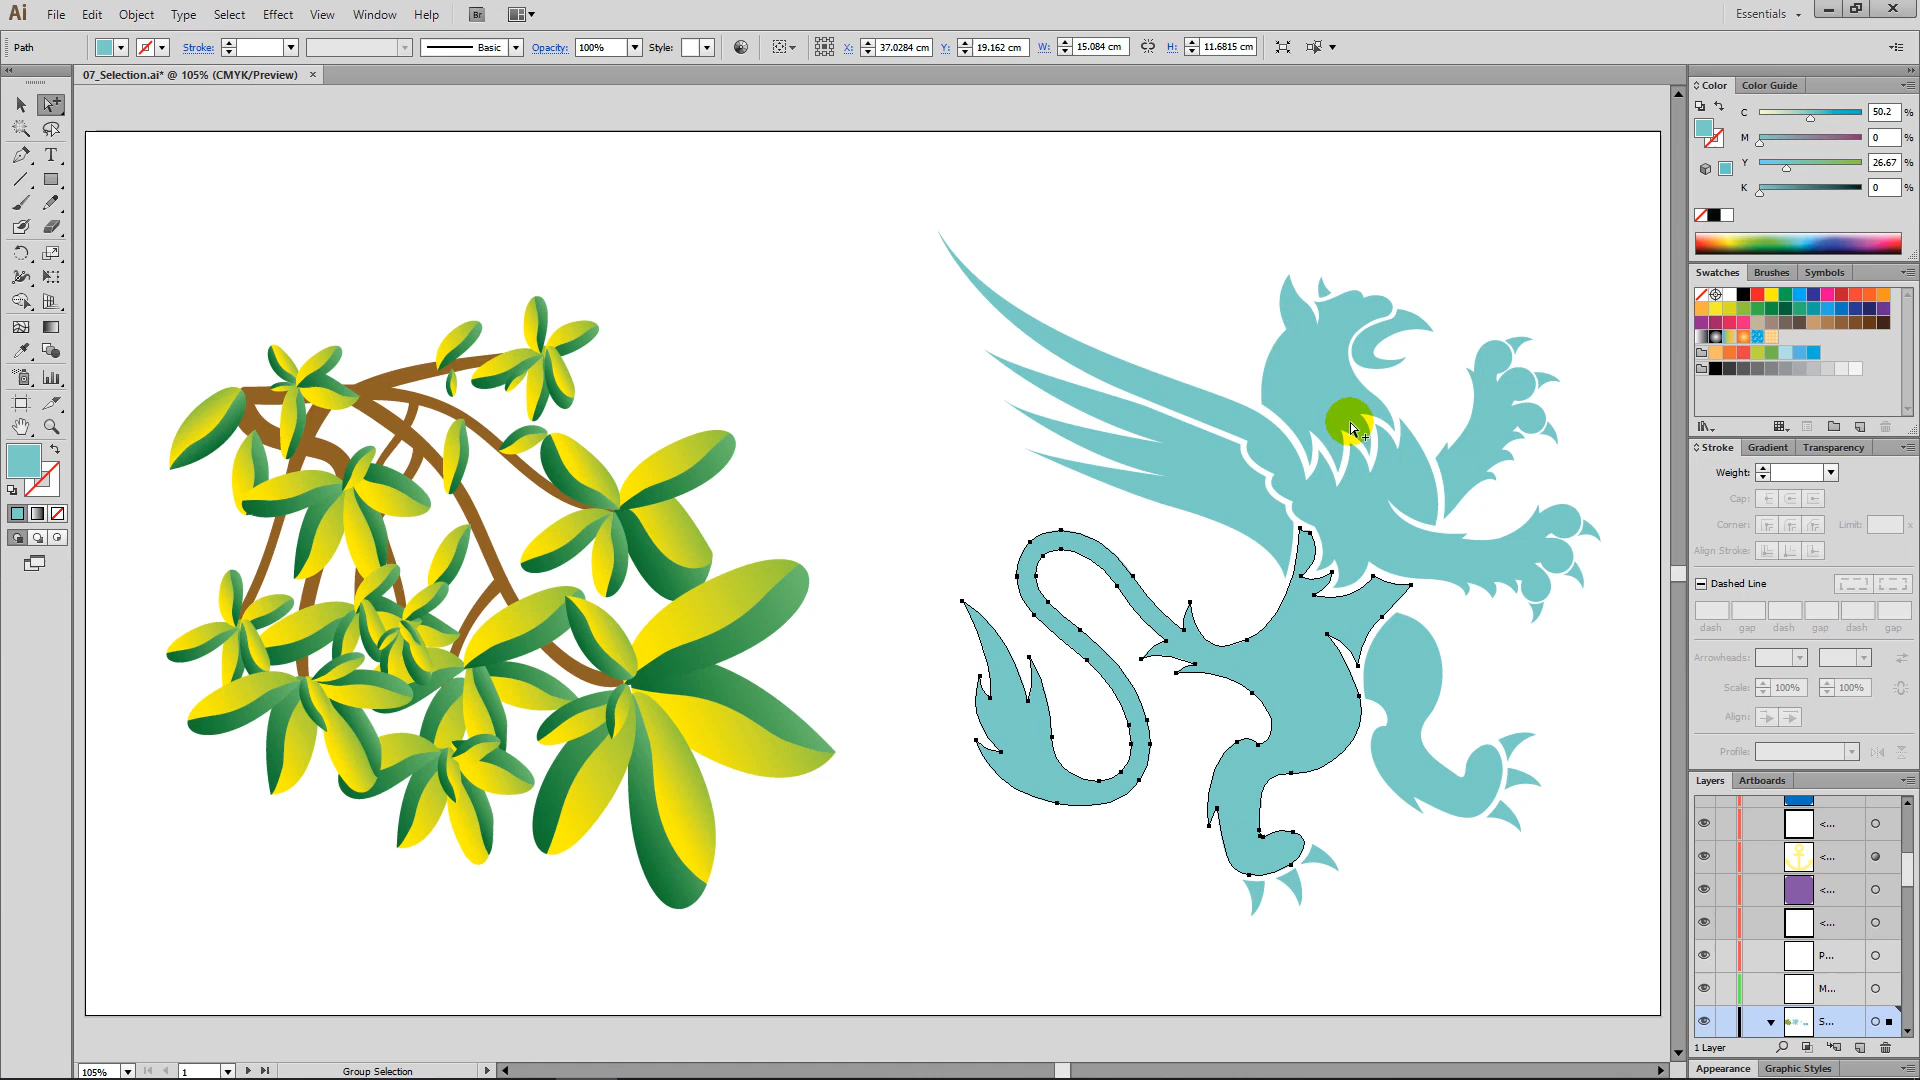 Ai File Edit Object Type Select Effect View Window Help Br Essentials
Path Stroke: Basic Opacity: 100% Style: X: 37.0284 cm Y: 19.162 cm W: 15.084 cm H: 11.6815 cm
07_Selection.ai* @ 105% (CMYK/Preview) ×
Color Color Guide
C 50.2 %
M 0 %
Y 26.67 %
K 0 %
Swatches Brushes Symbols
Stroke Gradient Transparency
Weight:
Cap:
Corner: Limit: x
Align Stroke:
Dashed Line
dash gap dash gap dash gap
Arrowheads:
Scale: 100% 100%
Align:
Profile:
Layers Artboards
<...
<...
<...
<...
P...
M...
S...
1 Layer
Appearance Graphic Styles
105% 1 Group Selection